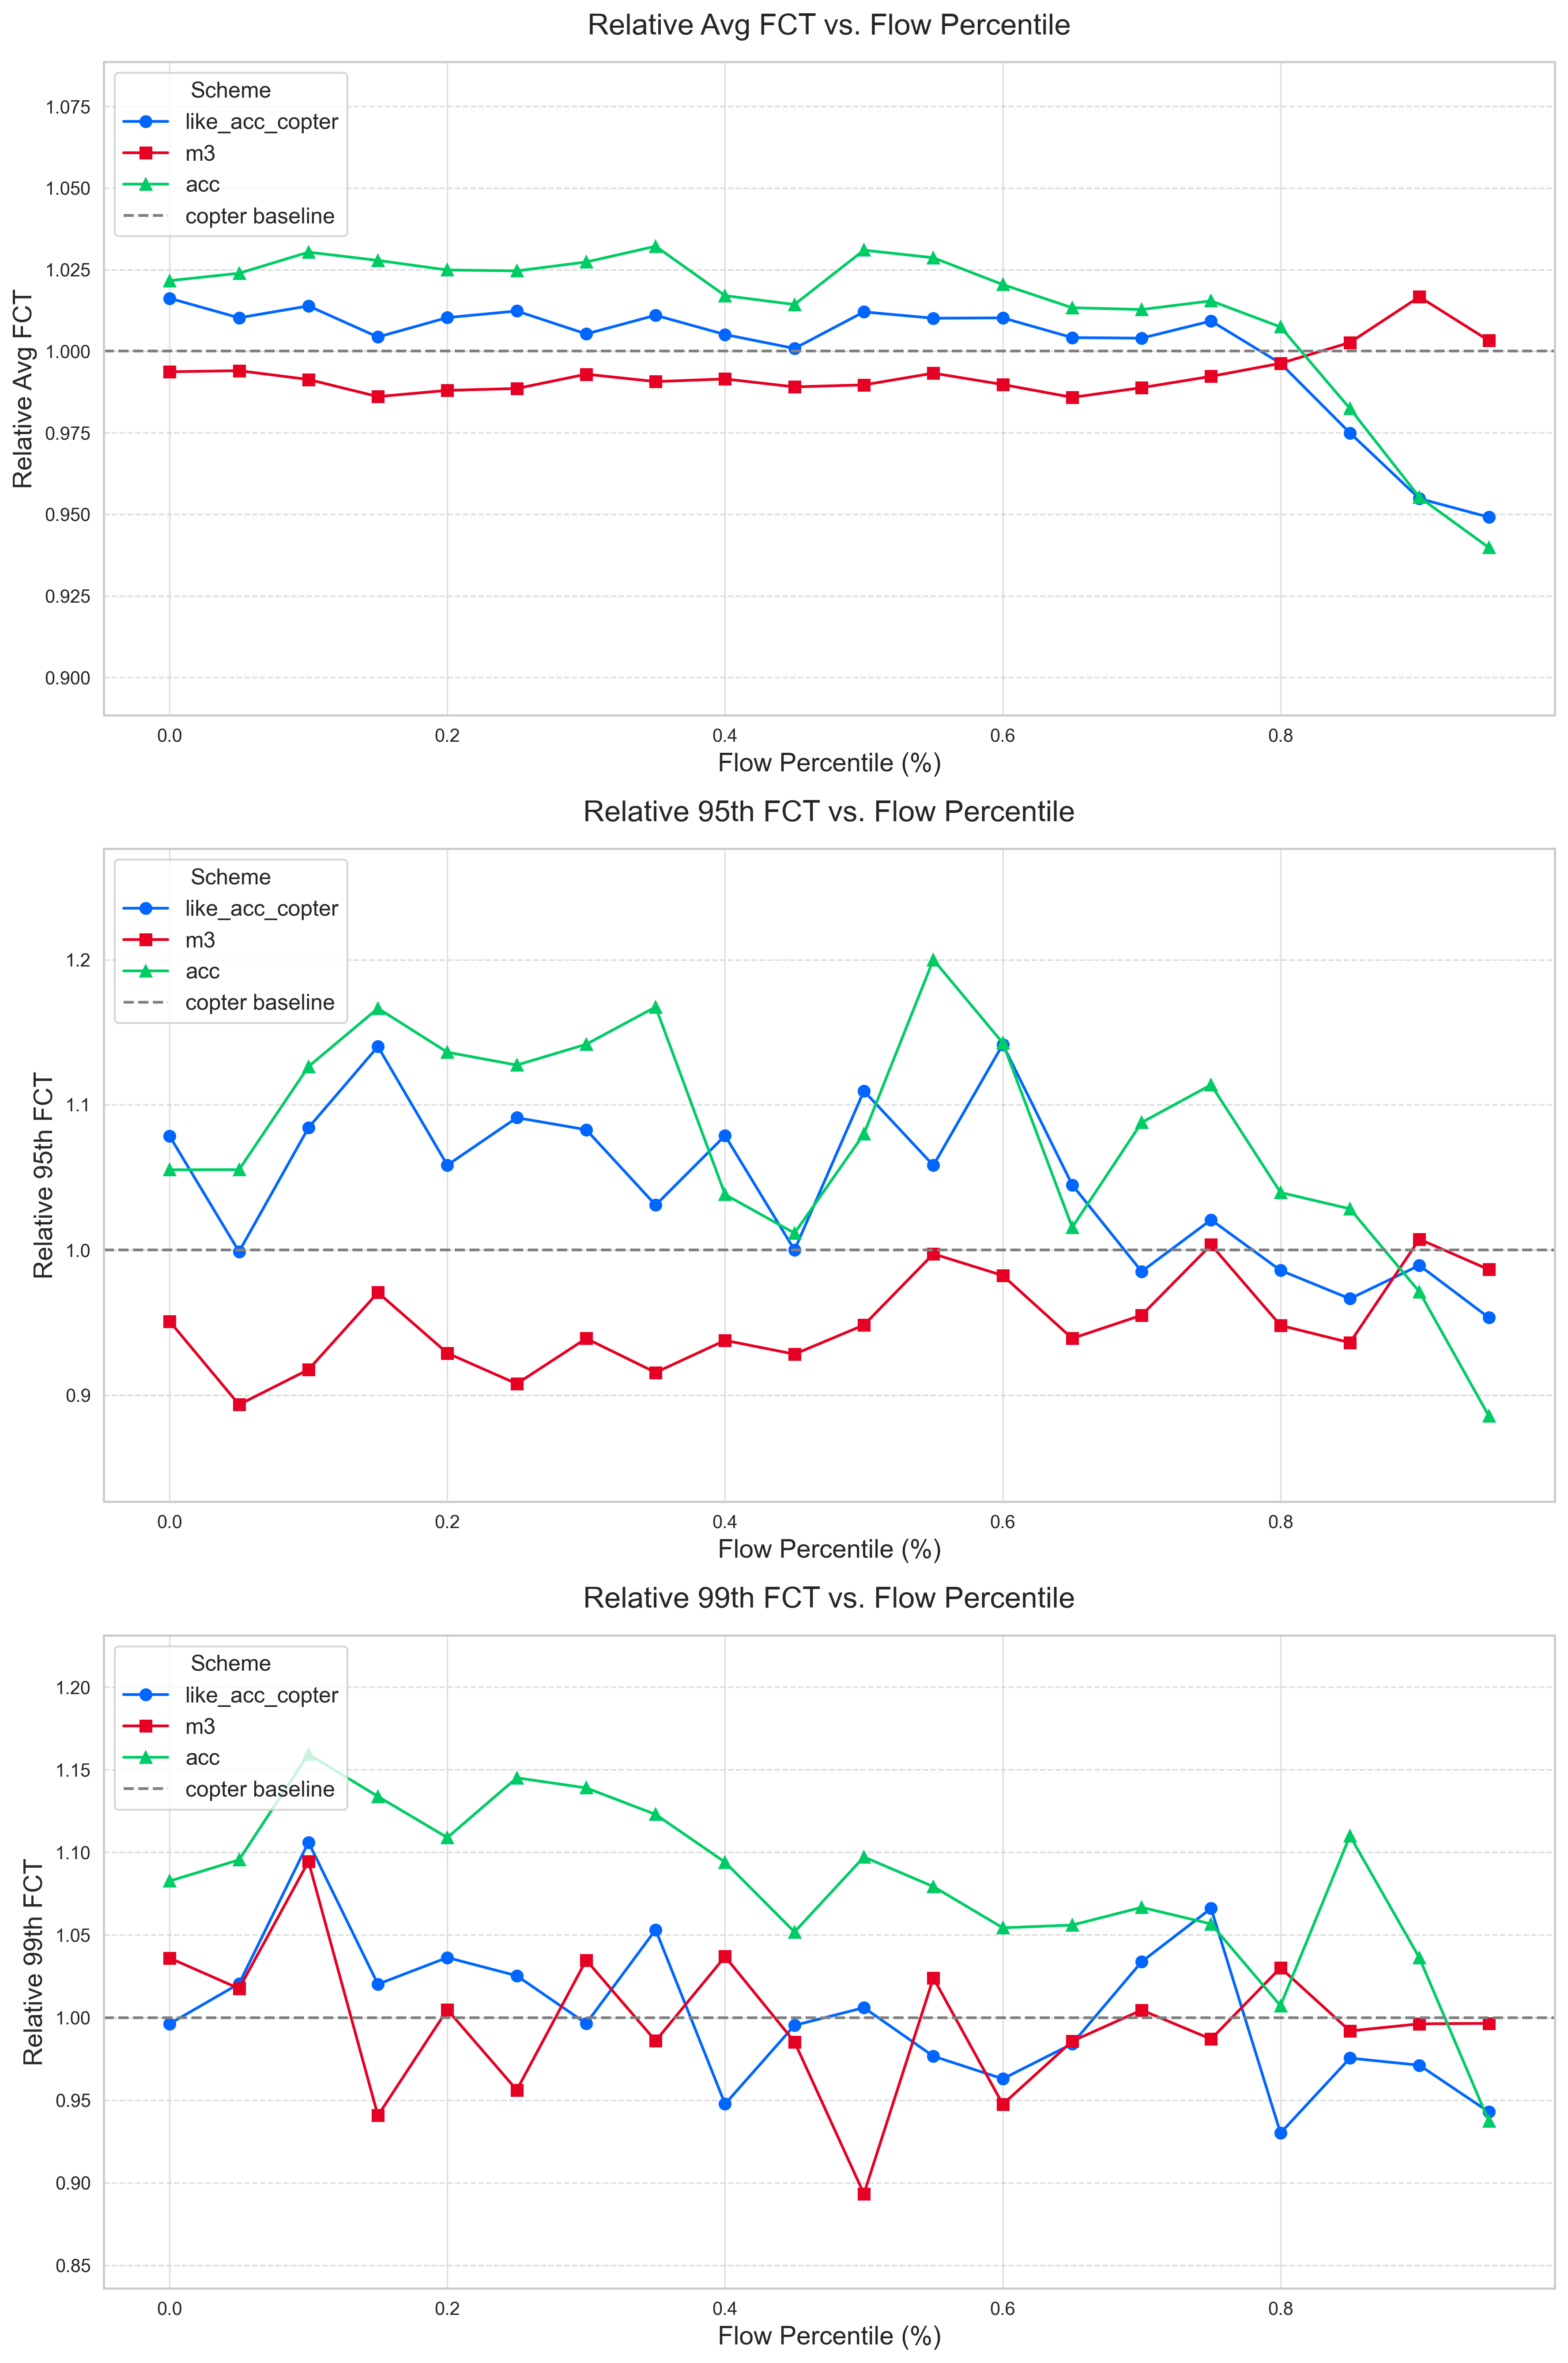 Relative Avg FCT vs. Flow Percentile
Scheme
like_acc_copter
m3
acc
copter baseline
1.075
1.050
1.025
1.000
0.975
0.950
0.925
0.900
Relative Avg FCT
0.0 0.2 0.4 0.6 0.8
Flow Percentile (%)
Relative 95th FCT vs. Flow Percentile
Scheme
like_acc_copter
m3
acc
copter baseline
1.2
1.1
1.0
0.9
Relative 95th FCT
0.0 0.2 0.4 0.6 0.8
Flow Percentile (%)
Relative 99th FCT vs. Flow Percentile
Scheme
like_acc_copter
m3
acc
copter baseline
1.20
1.15
1.10
1.05
1.00
0.95
0.90
0.85
Relative 99th FCT
0.0 0.2 0.4 0.6 0.8
Flow Percentile (%)